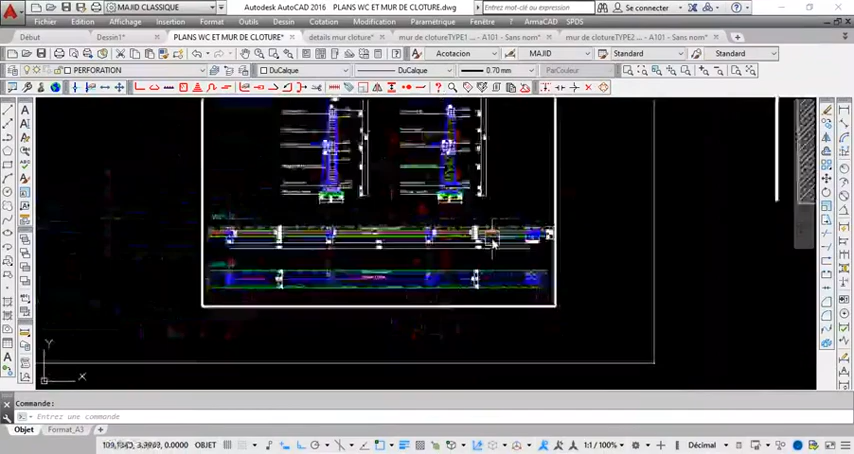 MAJID CLASSIQUE
Autodesk AutoCAD 2016 PLANS WC ET MUR DE CLOTURE.dwg
Entrez mot-clé ou expression
Se connecter
Fichier Edition Affichage Insertion Format Outils Dessin Cotation Modification Paramétrique Fenêtre ArmaCAD SPDS
Début
Dessin1*
PLANS WC ET MUR DE CLOTURE*
details mur cloture*
mur de clotureTYPE1 ... - A101 - Sans nom*
mur de clotureTYPE2 ... - A101 - Sans nom*
Acotacion
MAJID
Standard
Standard
PERFORATION
DuCalque
DuCalque
0.70 mm
ParCouleur
Y
X
Commande:
Entrez une commande
Objet
Format_A3
OBJET
1:1 / 100%
Décimal